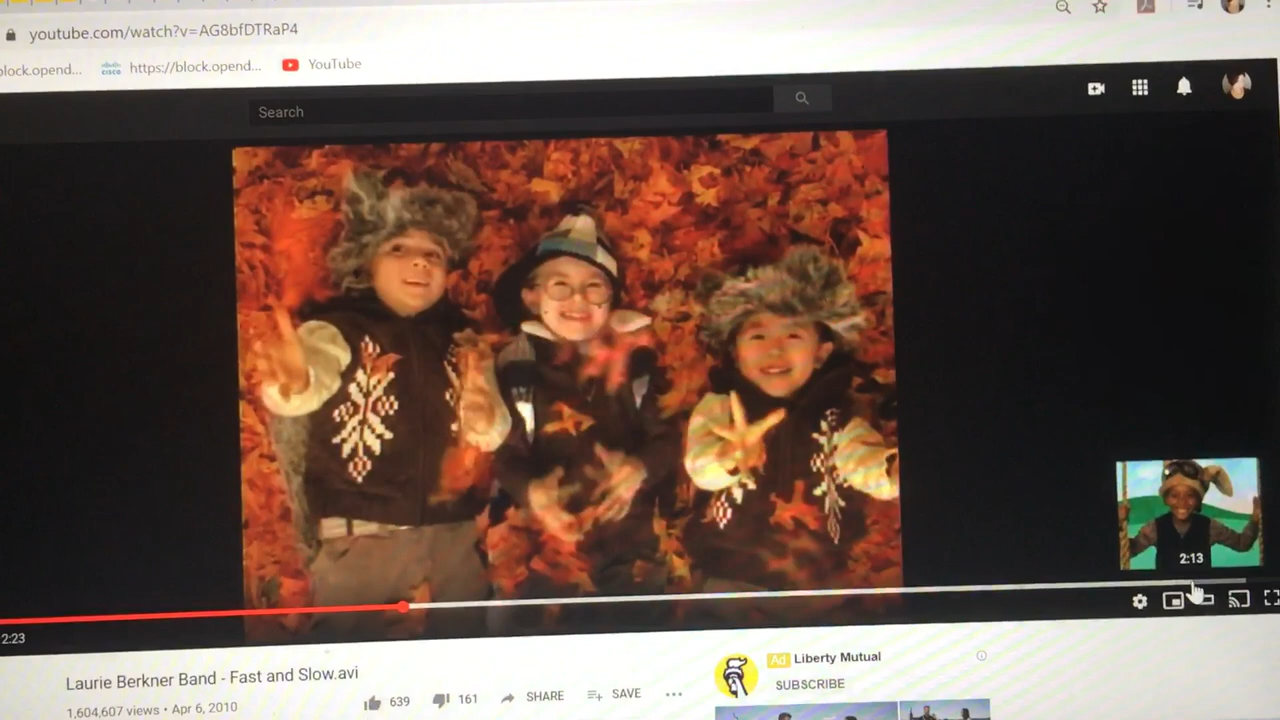 youtube.com/watch?v=AG8bfDTRaP4
block.opend...
cisco
https://block.opend...
YouTube
Search
2:13
2:23
Laurie Berkner Band - Fast and Slow.avi
1,604,607 views • Apr 6, 2010
639
161
SHARE
SAVE
Ad Liberty Mutual
SUBSCRIBE